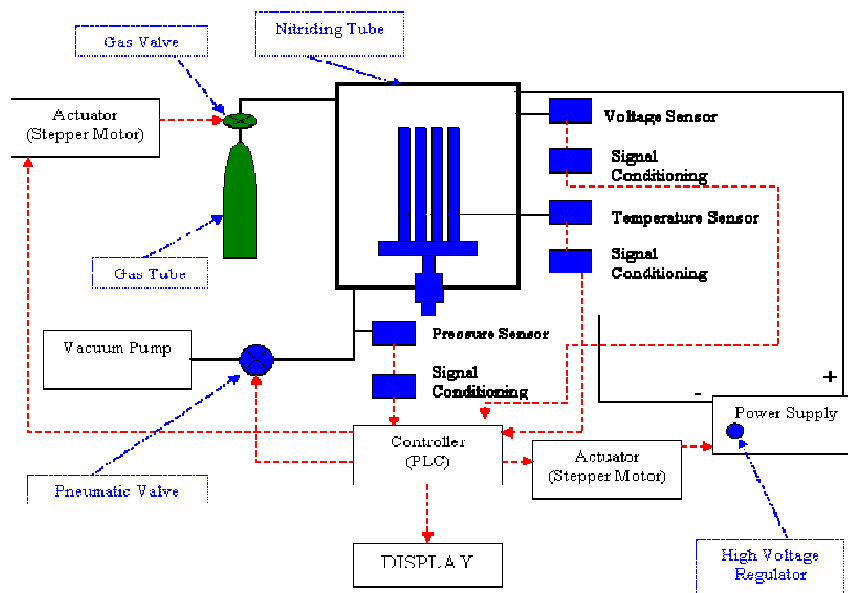 Gas Valve
Nitriding Tube
Actuator
(Stepper Motor)
Voltage Sensor
Signal
Conditioning
Temperature Sensor
Signal
Conditioning
Gas Tube
Vacuum Pump
Pressure Sensor
Signal
Conditioning
+
-
Power Supply
Controller
(PLC)
Actuator
(Stepper Motor)
Pneumatic Valve
DISPLAY
High Voltage
Regulator